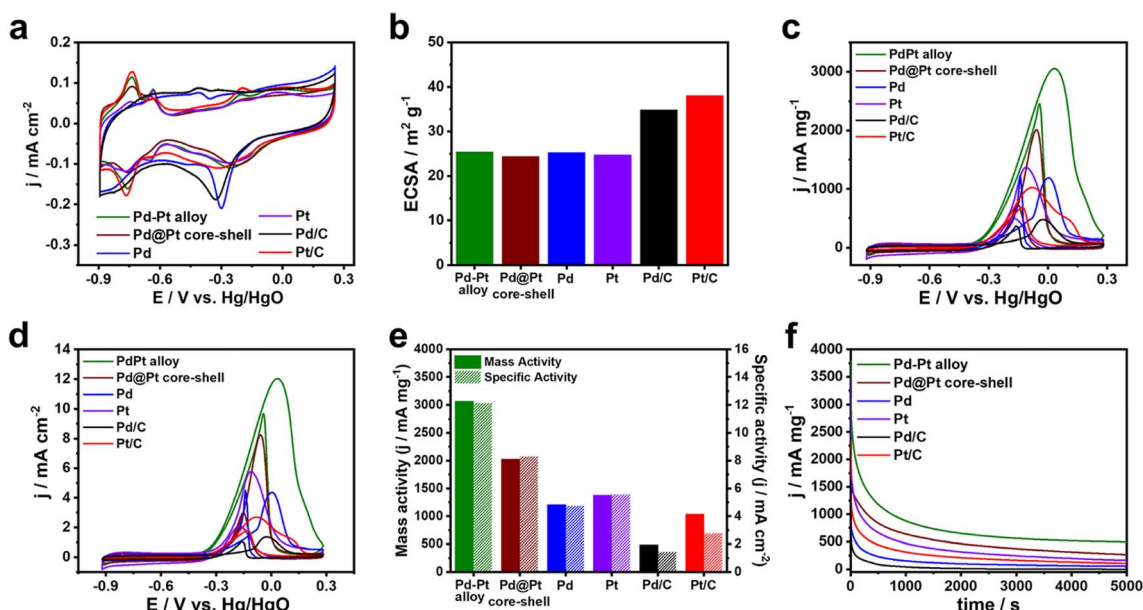 a
j / mA cm-2
0.2
0.1
0.0
-0.1
-0.2
-0.3
Pd-Pt alloy
Pd@Pt core-shell
Pd
Pt
Pd/C
Pt/C
-0.9
-0.6
-0.3
0.0
0.3
E / V vs. Hg/HgO
b
ECSA / m2 g-1
50
40
30
20
10
0
Pd-Pt
alloy
Pd@Pt
core-shell
Pd
Pt
Pd/C
Pt/C
c
PdPt alloy
Pd@Pt core-shell
Pd
Pt
Pd/C
Pt/C
j / mA mg-1
3000
2000
1000
0
-0.9
-0.6
-0.3
0.0
0.3
E / V vs. Hg/HgO
d
j / mA cm-2
14
12
10
8
6
4
2
0
PdPt alloy
Pd@Pt core-shell
Pd
Pt
Pd/C
Pt/C
-0.9
-0.6
-0.3
0.0
0.3
E / V vs. Hg/HgO
e
Mass activity (j / mA mg-1)
4000
3500
3000
2500
2000
1500
1000
500
0
Mass Activity
Specific Activity
16
14
12
10
8
6
4
2
0
Specific activity (j / mA cm-2)
Pd-Pt
alloy
Pd@Pt
core-shell
Pd
Pt
Pd/C
Pt/C
f
j / mA mg-1
4000
3500
3000
2500
2000
1500
1000
500
0
Pd-Pt alloy
Pd@Pt core-shell
Pd
Pt
Pd/C
Pt/C
0
1000
2000
3000
4000
5000
time / s